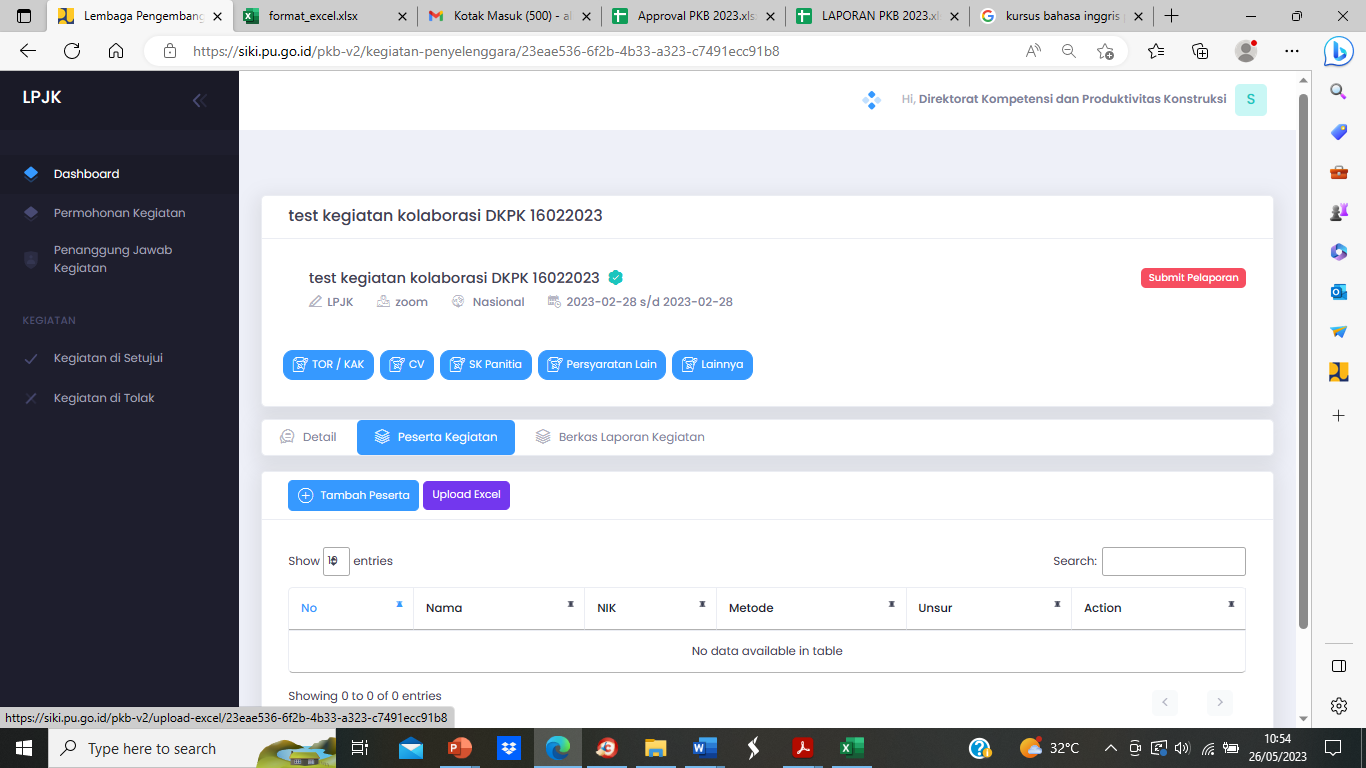 Lembaga Pengembang
format_excel.xlsx
Kotak Masuk (500) - al
Approval PKB 2023.xls
LAPORAN PKB 2023.xl
kursus bahasa inggris
https://siki.pu.go.id/pkb-v2/kegiatan-penyelenggara/23eae536-6f2b-4b33-a323-c7491ecc91b8
LPJK
Hi, Direktorat Kompetensi dan Produktivitas Konstruksi
S
Dashboard
Permohonan Kegiatan
Penanggung Jawab
Kegiatan
KEGIATAN
Kegiatan di Setujui
Kegiatan di Tolak
test kegiatan kolaborasi DKPK 16022023
test kegiatan kolaborasi DKPK 16022023
Submit Pelaporan
LPJK zoom Nasional 2023-02-28 s/d 2023-02-28
TOR / KAK CV SK Panitia Persyaratan Lain Lainnya
Detail Peserta Kegiatan Berkas Laporan Kegiatan
Tambah Peserta Upload Excel
Show 10 entries Search:
No Nama NIK Metode Unsur Action
No data available in table
Showing 0 to 0 of 0 entries
https://siki.pu.go.id/pkb-v2/upload-excel/23eae536-6f2b-4b33-a323-c7491ecc91b8
Type here to search
32°C
10:54
26/05/2023